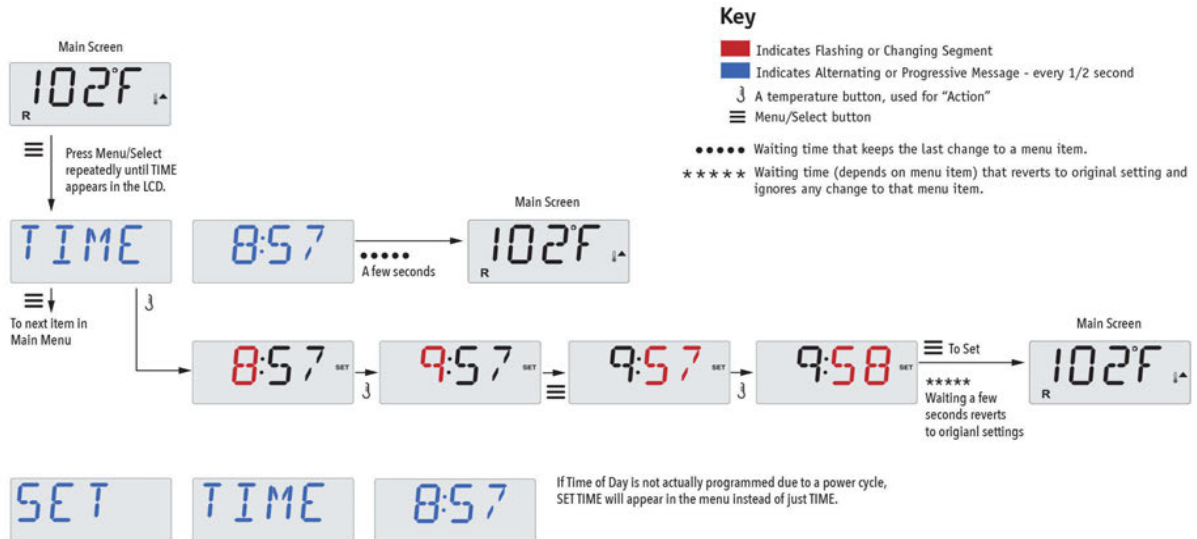 Key
Indicates Flashing or Changing Segment
Indicates Alternating or Progressive Message - every 1/2 second
A temperature button, used for “Action”
Menu/Select button
••••• Waiting time that keeps the last change to a menu item.
***** Waiting time (depends on menu item) that reverts to original setting and
ignores any change to that menu item.
Main Screen
102°F
R
Press Menu/Select
repeatedly until TIME
appears in the LCD.
TIME
8:57
•••••
A few seconds
Main Screen
102°F
R
To next item in
Main Menu
8:57 SET
9:57 SET
9:57 SET
9:58 SET
To Set
*****
Waiting a few
seconds reverts
to origianl settings
Main Screen
102°F
R
SET
TIME
8:57
If Time of Day is not actually programmed due to a power cycle,
SET TIME will appear in the menu instead of just TIME.